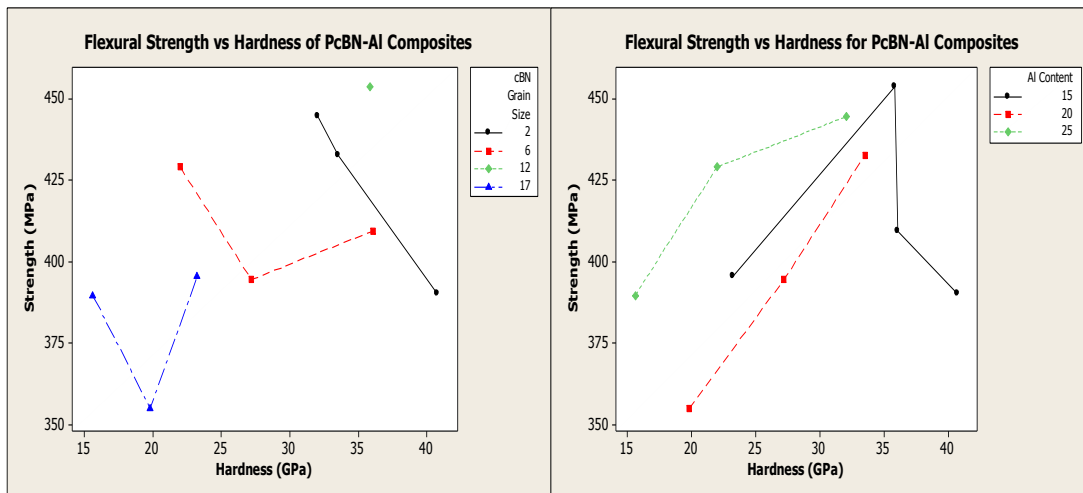 Flexural Strength vs Hardness of PcBN-Al Composites
cBN
Grain
Size
2
6
12
17
450
425
400
375
350
Strength (MPa)
15 20 25 30 35 40
Hardness (GPa)
Flexural Strength vs Hardness for PcBN-Al Composites
Al Content
15
20
25
450
425
400
375
350
Strength (MPa)
15 20 25 30 35 40
Hardness (GPa)